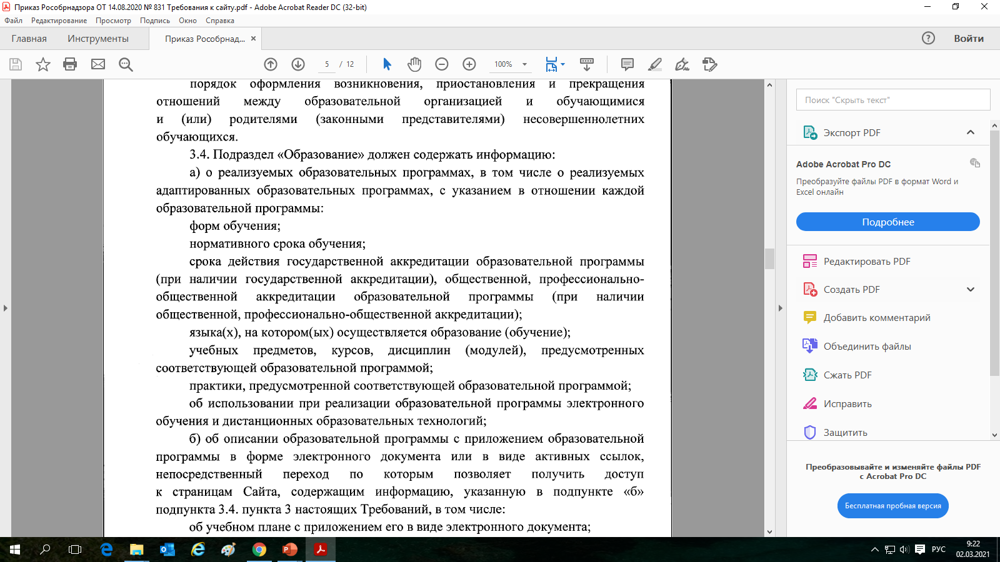 Приказ Рособрнадзора ОТ 14.08.2020 № 831 Требования к сайту.pdf - Adobe Acrobat Reader DC (32-bit)
Файл Редактирование Просмотр Подпись Окно Справка
Главная Инструменты Приказ Рособрнад... × Войти
5 / 12 100%
порядок оформления возникновения, приостановления и прекращения
отношений между образовательной организацией и обучающимися
и (или) родителями (законными представителями) несовершеннолетних
обучающихся.
3.4. Подраздел «Образование» должен содержать информацию:
а) о реализуемых образовательных программах, в том числе о реализуемых
адаптированных образовательных программах, с указанием в отношении каждой
образовательной программы:
форм обучения;
нормативного срока обучения;
срока действия государственной аккредитации образовательной программы
(при наличии государственной аккредитации), общественной, профессионально-
общественной аккредитации образовательной программы (при наличии
общественной, профессионально-общественной аккредитации);
языка(х), на котором(ых) осуществляется образование (обучение);
учебных предметов, курсов, дисциплин (модулей), предусмотренных
соответствующей образовательной программой;
практики, предусмотренной соответствующей образовательной программой;
об использовании при реализации образовательной программы электронного
обучения и дистанционных образовательных технологий;
б) об описании образовательной программы с приложением образовательной
программы в форме электронного документа или в виде активных ссылок,
непосредственный переход по которым позволяет получить доступ
к страницам Сайта, содержащим информацию, указанную в подпункте «б»
подпункта 3.4. пункта 3 настоящих Требований, в том числе:
об учебном плане с приложением его в виде электронного документа;
Поиск "Скрыть текст"
Экспорт PDF
Adobe Acrobat Pro DC
Преобразуйте файлы PDF в формат Word и
Excel онлайн
Подробнее
Редактировать PDF
Создать PDF
Добавить комментарий
Объединить файлы
Сжать PDF
Исправить
Защитить
Преобразовывайте и изменяйте файлы PDF
с Acrobat Pro DC
Бесплатная пробная версия
РУС
9:22
02.03.2021